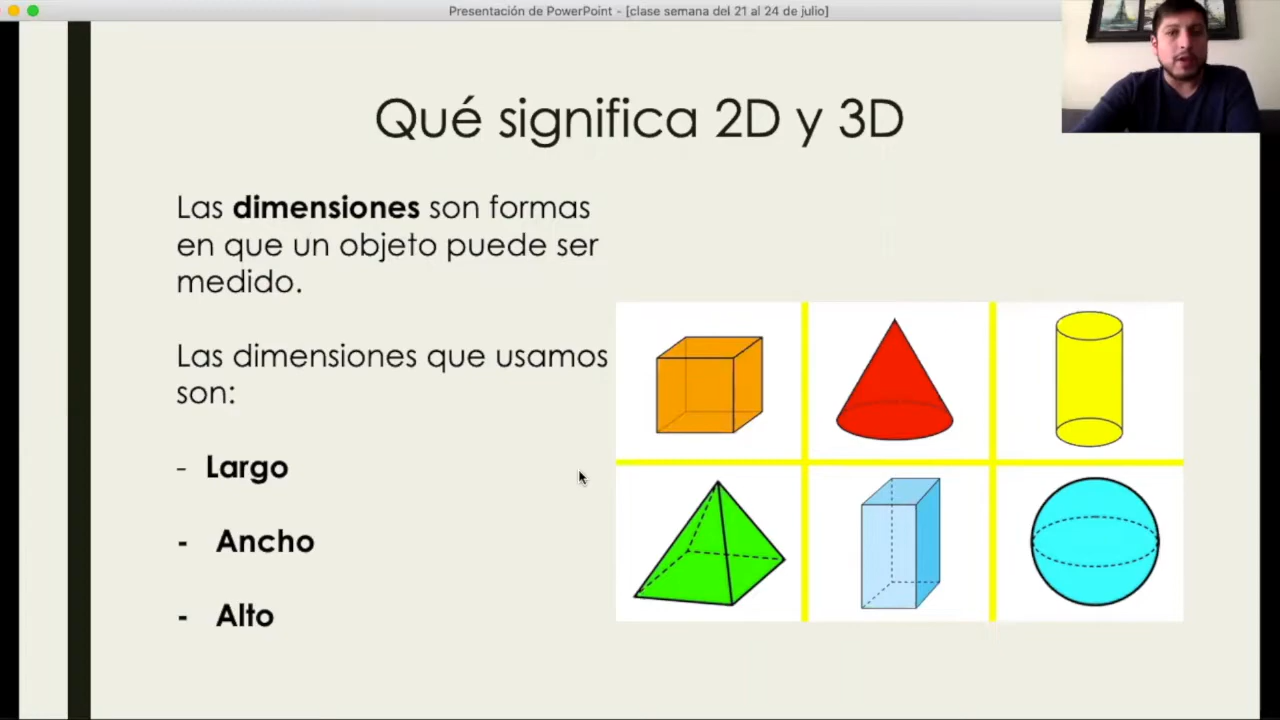 Presentación de PowerPoint - [clase semana del 21 al 24 de julio]
Qué significa 2D y 3D
Las dimensiones son formas
en que un objeto puede ser
medido.
Las dimensiones que usamos
son:
- Largo
- Ancho
- Alto